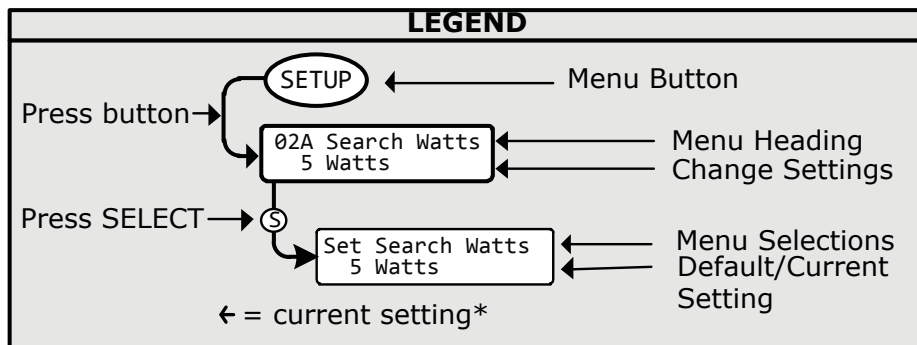 LEGEND
SETUP
Menu Button
Press button
02A Search Watts
5 Watts
Menu Heading
Change Settings
Press SELECT
S
Set Search Watts
5 Watts
Menu Selections
Default/Current
Setting
← = current setting*